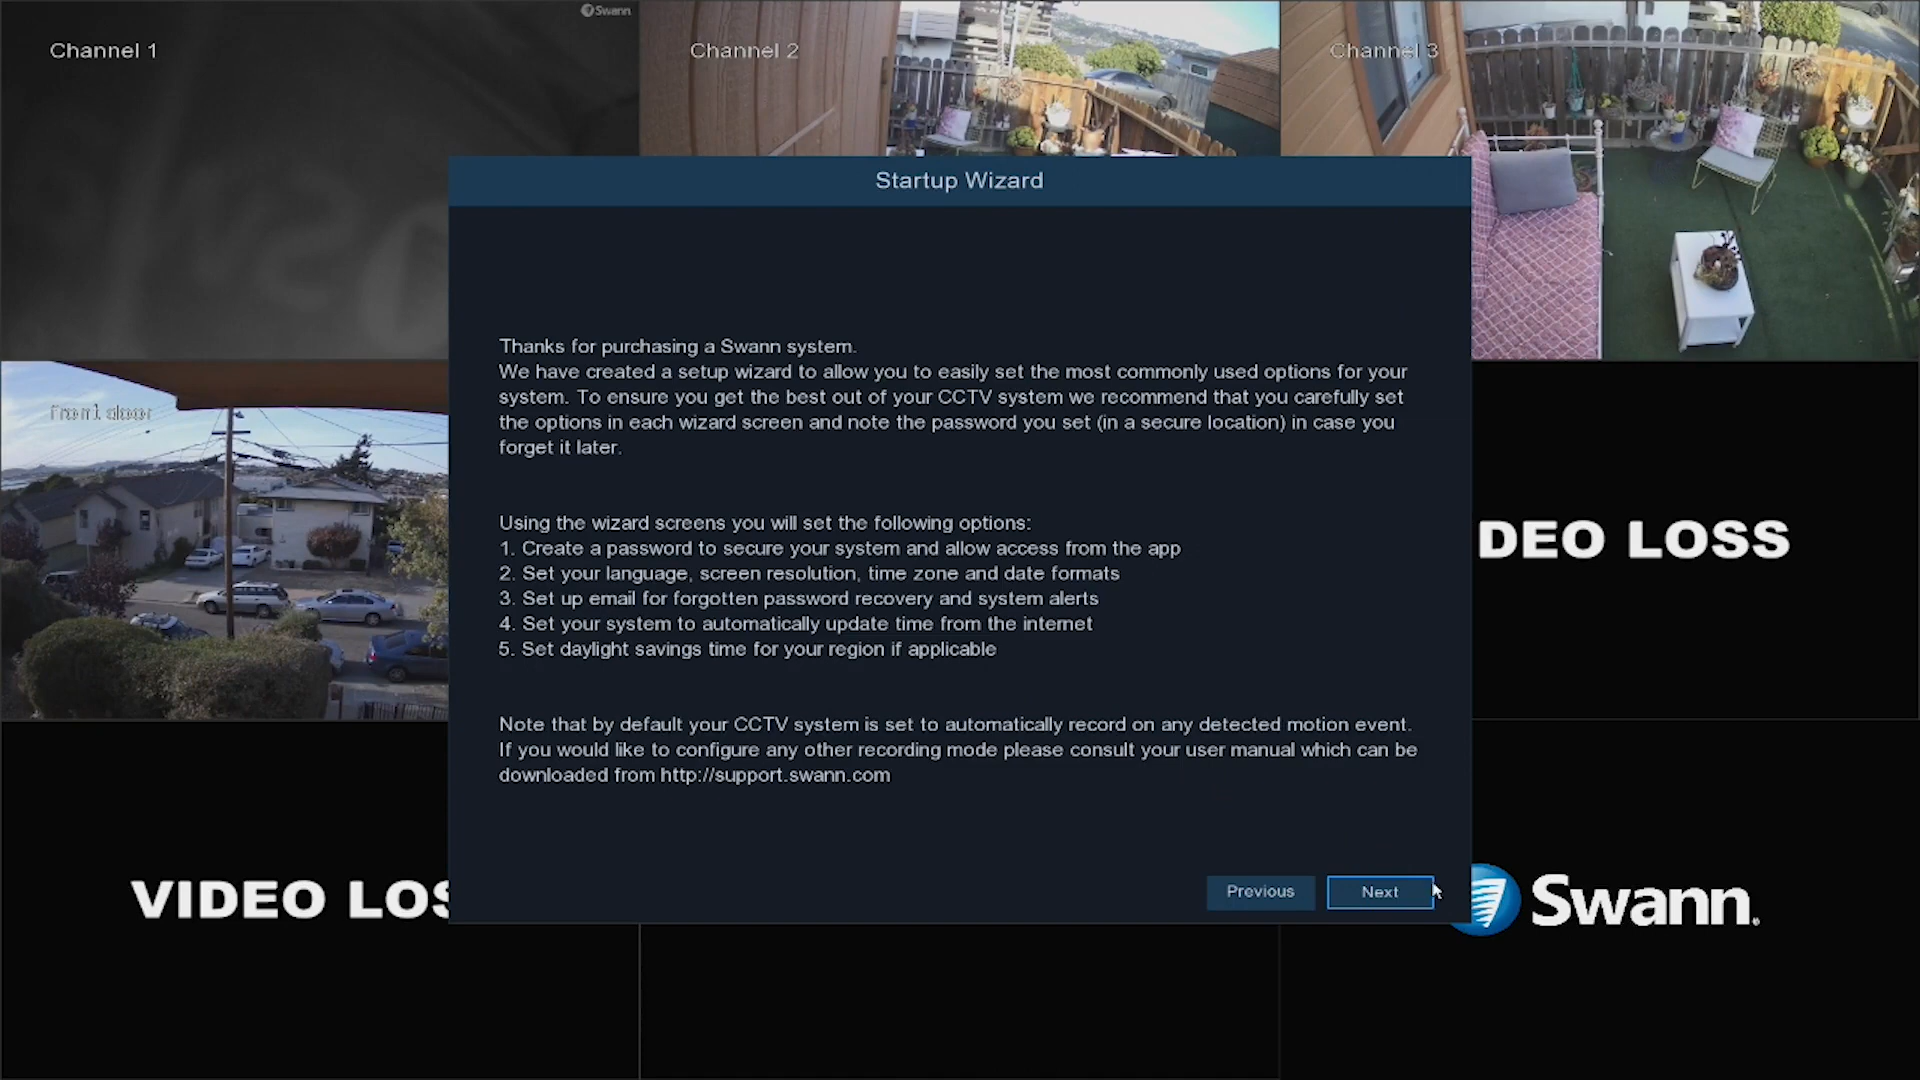 Swann
Channel 1
Channel 2
Channel 3
Startup Wizard
Thanks for purchasing a Swann system.
We have created a setup wizard to allow you to easily set the most commonly used options for your
system. To ensure you get the best out of your CCTV system we recommend that you carefully set
the options in each wizard screen and note the password you set (in a secure location) in case you
forget it later.
front door
Using the wizard screens you will set the following options:
1. Create a password to secure your system and allow access from the app
2. Set your language, screen resolution, time zone and date formats
3. Set up email for forgotten password recovery and system alerts
4. Set your system to automatically update time from the internet
5. Set daylight savings time for your region if applicable
DEO LOSS
Note that by default your CCTV system is set to automatically record on any detected motion event.
If you would like to configure any other recording mode please consult your user manual which can be
downloaded from http://support.swann.com
VIDEO LOS
Previous
Next
Swann.